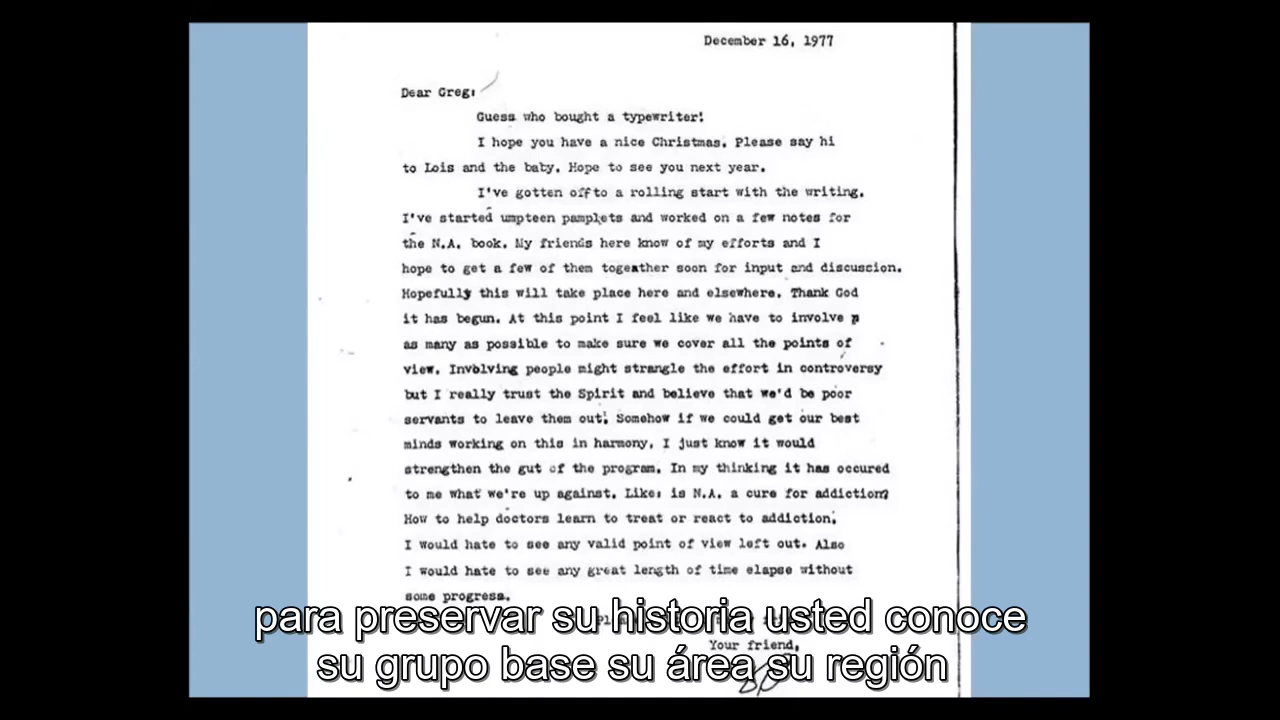 December 16, 1977
Dear Greg:
Guess who bought a typewriter!
I hope you have a nice Christmas. Please say hi
to Lois and the baby. Hope to see you next year.
I've gotten offto a rolling start with the writing.
I've started umpteen pamplets and worked on a few notes for
the N.A. book. My friends here know of my efforts and I
hope to get a few of them togeather soon for input and discussion.
Hopefully this will take place here and elsewhere. Thank God
it has begun. At this point I feel like we have to involve
as many as possible to make sure we cover all the points of
view. Involving people might strangle the effort in controversy
but I really trust the Spirit and believe that we'd be poor
servants to leave them out. Somehow if we could get our best
minds working on this in harmony, I just know it would
strengthen the gut of the program. In my thinking it has occured
to me what we're up against. Like: is N.A. a cure for addiction?
How to help doctors learn to treat or react to addiction.
I would hate to see any valid point of view left out. Also
I would hate to see any great length of time elapse without
some progress.
Your friend,
para preservar su historia usted conoce
su grupo base su área su región